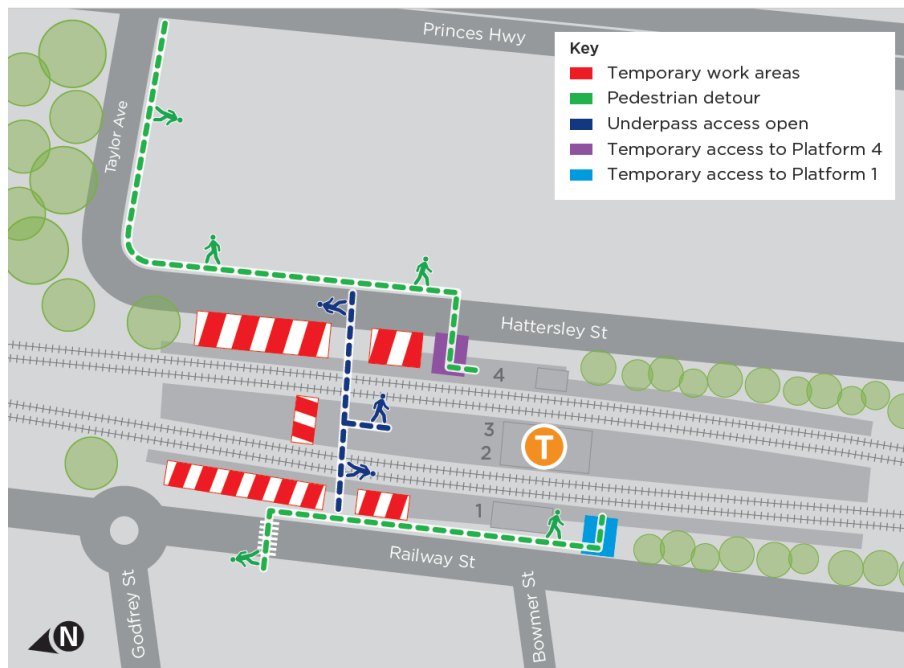 Princes Hwy
Key
Temporary work areas
Pedestrian detour
Underpass access open
Temporary access to Platform 4
Temporary access to Platform 1
Taylor Ave
Hattersley St
4
3
T
2
1
Railway St
Godfrey St
Bowmer St
N